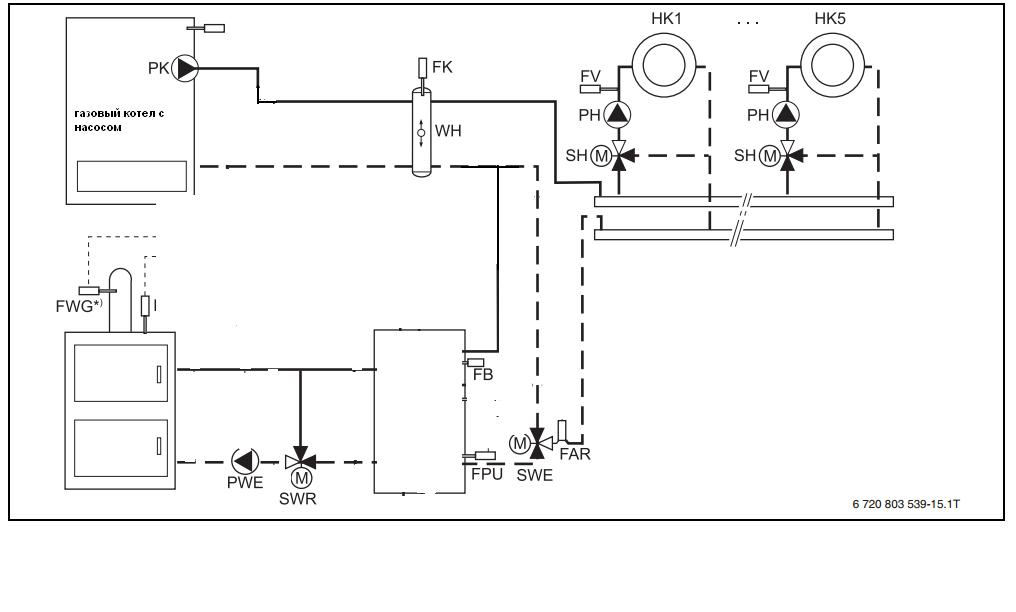 HK1 ... HK5
PK
FK
FV
FV
газовый котел с
насосом
WH
PH
PH
SH M
SH M
FWG*)
FB
M
FAR
FPU
SWE
PWE
M
SWR
6 720 803 539-15.1T